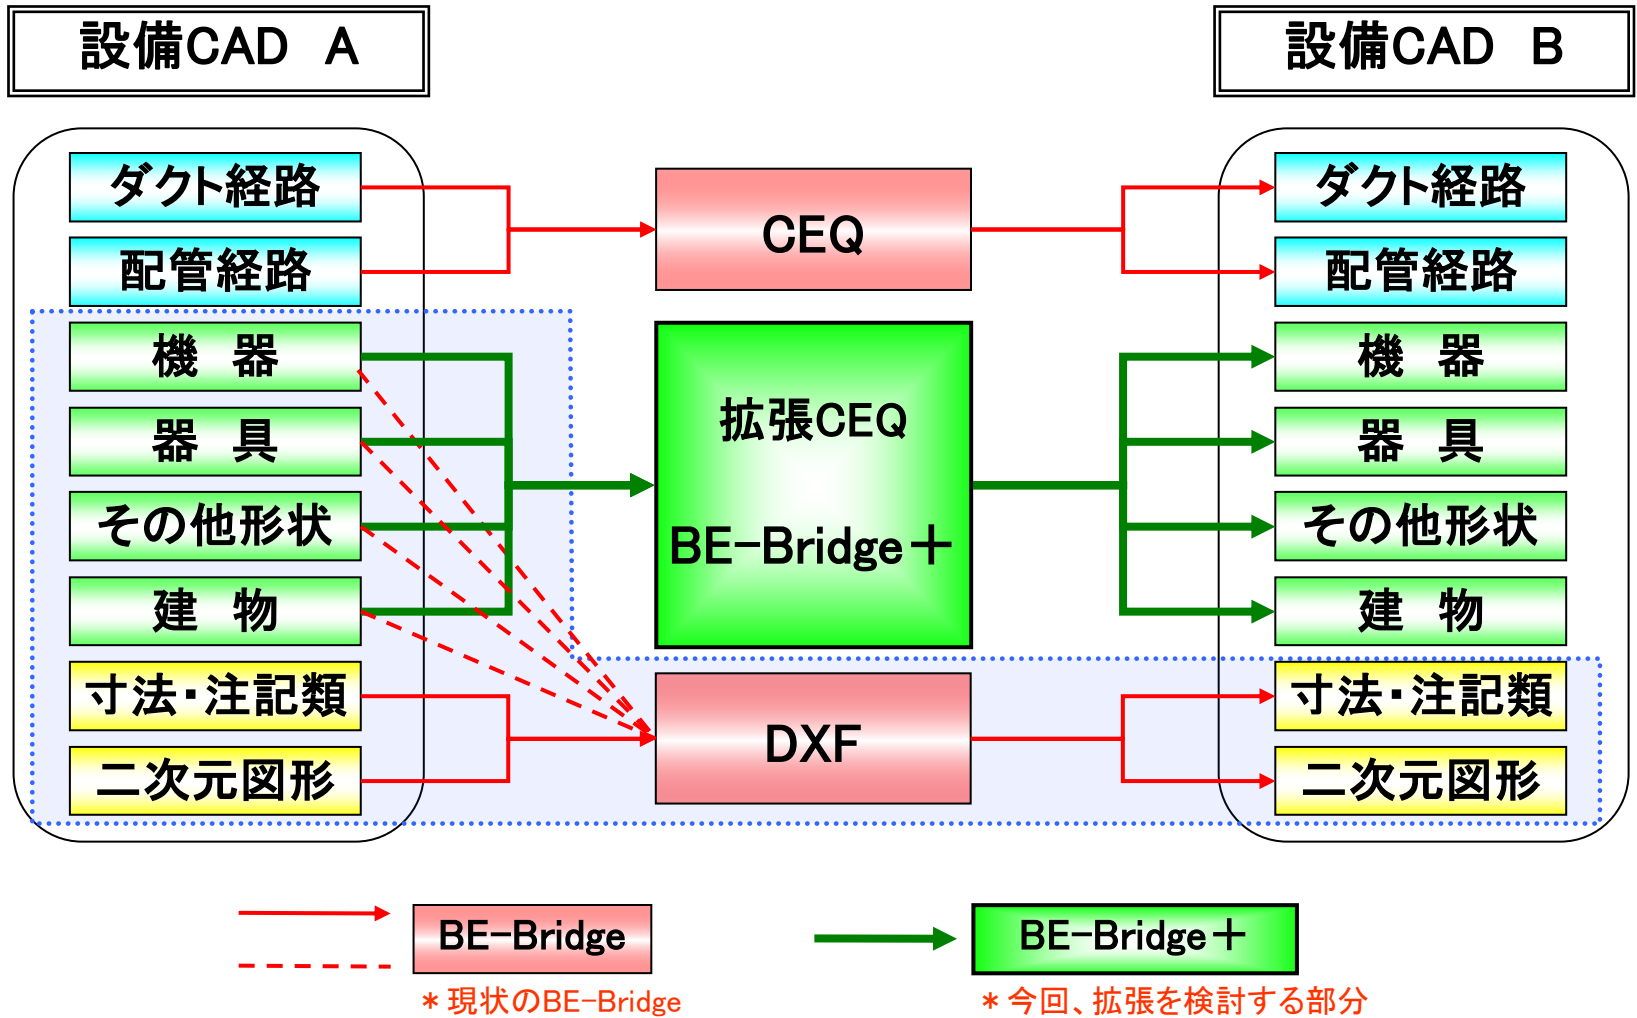 設備CAD　A
設備CAD　B
ダクト経路
配管経路
機　器
器　具
その他形状
建　物
寸法・注記類
二次元図形
CEQ
拡張CEQ
BE-Bridge＋
DXF
ダクト経路
配管経路
機　器
器　具
その他形状
建　物
寸法・注記類
二次元図形
BE-Bridge
＊現状のBE-Bridge
BE-Bridge＋
＊今回、拡張を検討する部分